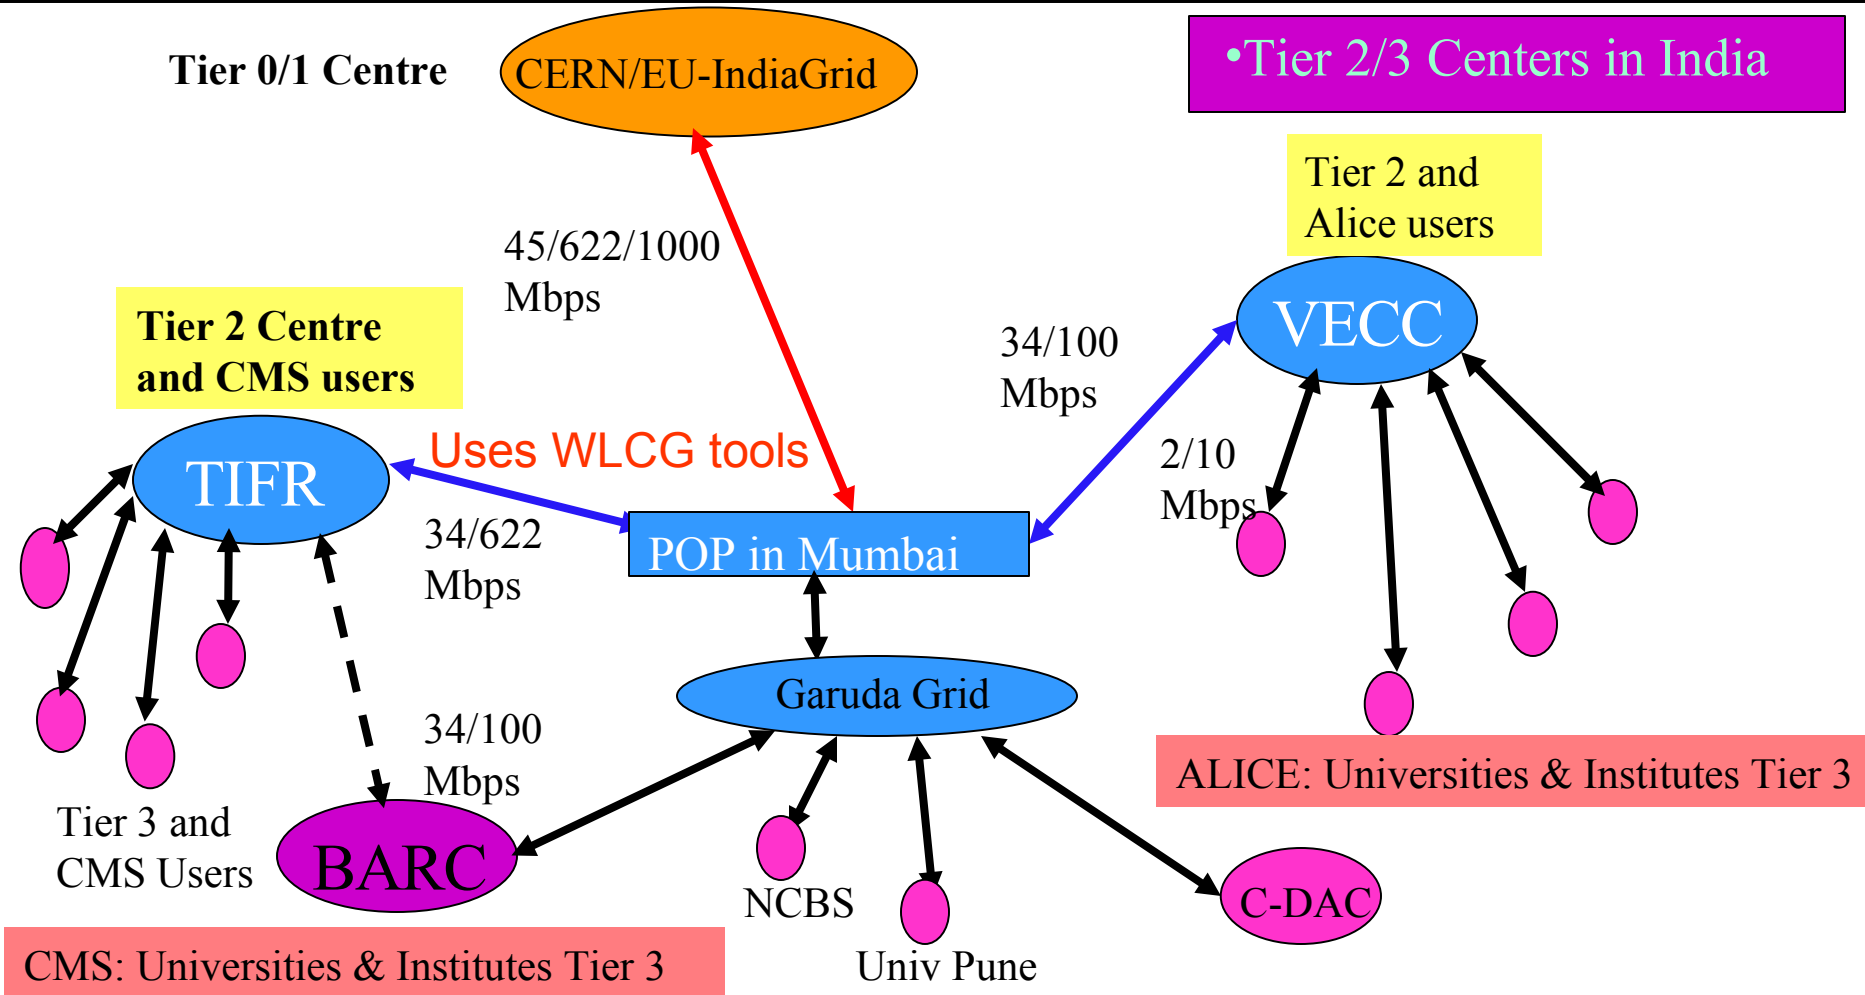 Tier 0/1 Centre
CERN/EU-IndiaGrid
•Tier 2/3 Centers in India
Tier 2 and
Alice users
45/622/1000
Mbps
Tier 2 Centre
and CMS users
VECC
34/100
Mbps
Uses WLCG tools
2/10
Mbps
TIFR
34/622
Mbps
POP in Mumbai
Garuda Grid
34/100
Mbps
ALICE: Universities & Institutes Tier 3
Tier 3 and
CMS Users
BARC
NCBS
C-DAC
Univ Pune
CMS: Universities & Institutes Tier 3